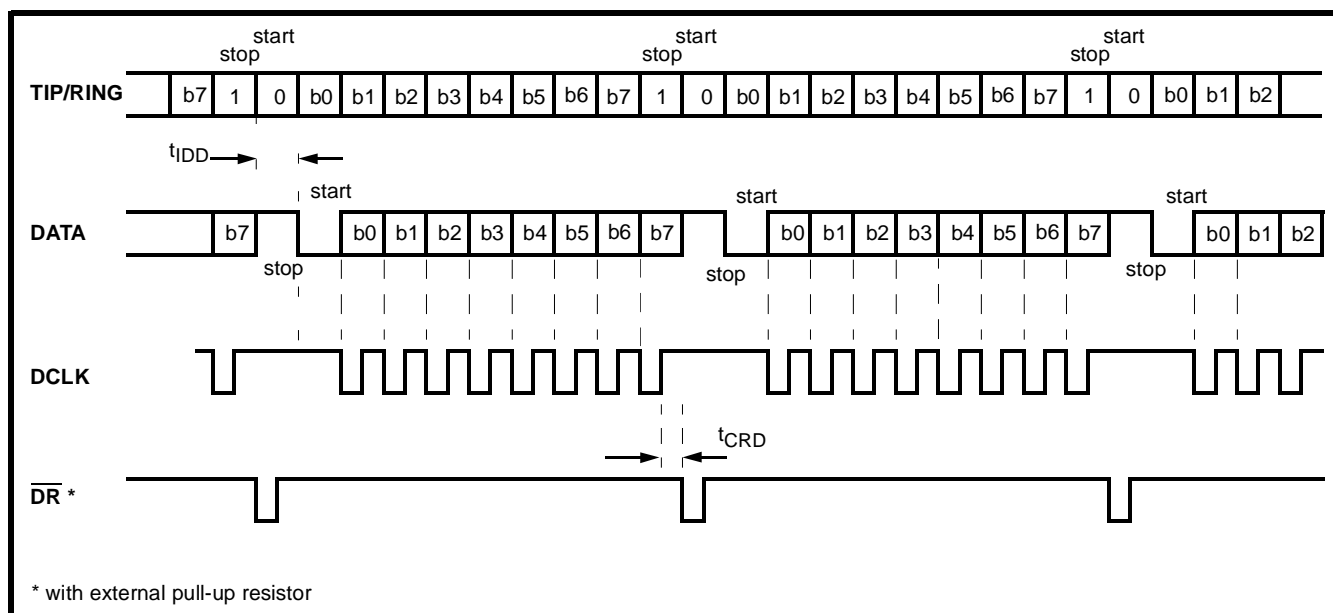 start start start
stop stop stop
TIP/RING b7 1 0 b0 b1 b2 b3 b4 b5 b6 b7 1 0 b0 b1 b2 b3 b4 b5 b6 b7 1 0 b0 b1 b2
tIDD
start start start
DATA b7 b0 b1 b2 b3 b4 b5 b6 b7 b0 b1 b2 b3 b4 b5 b6 b7 b0 b1 b2
stop stop stop
DCLK
tCRD
DR *
* with external pull-up resistor